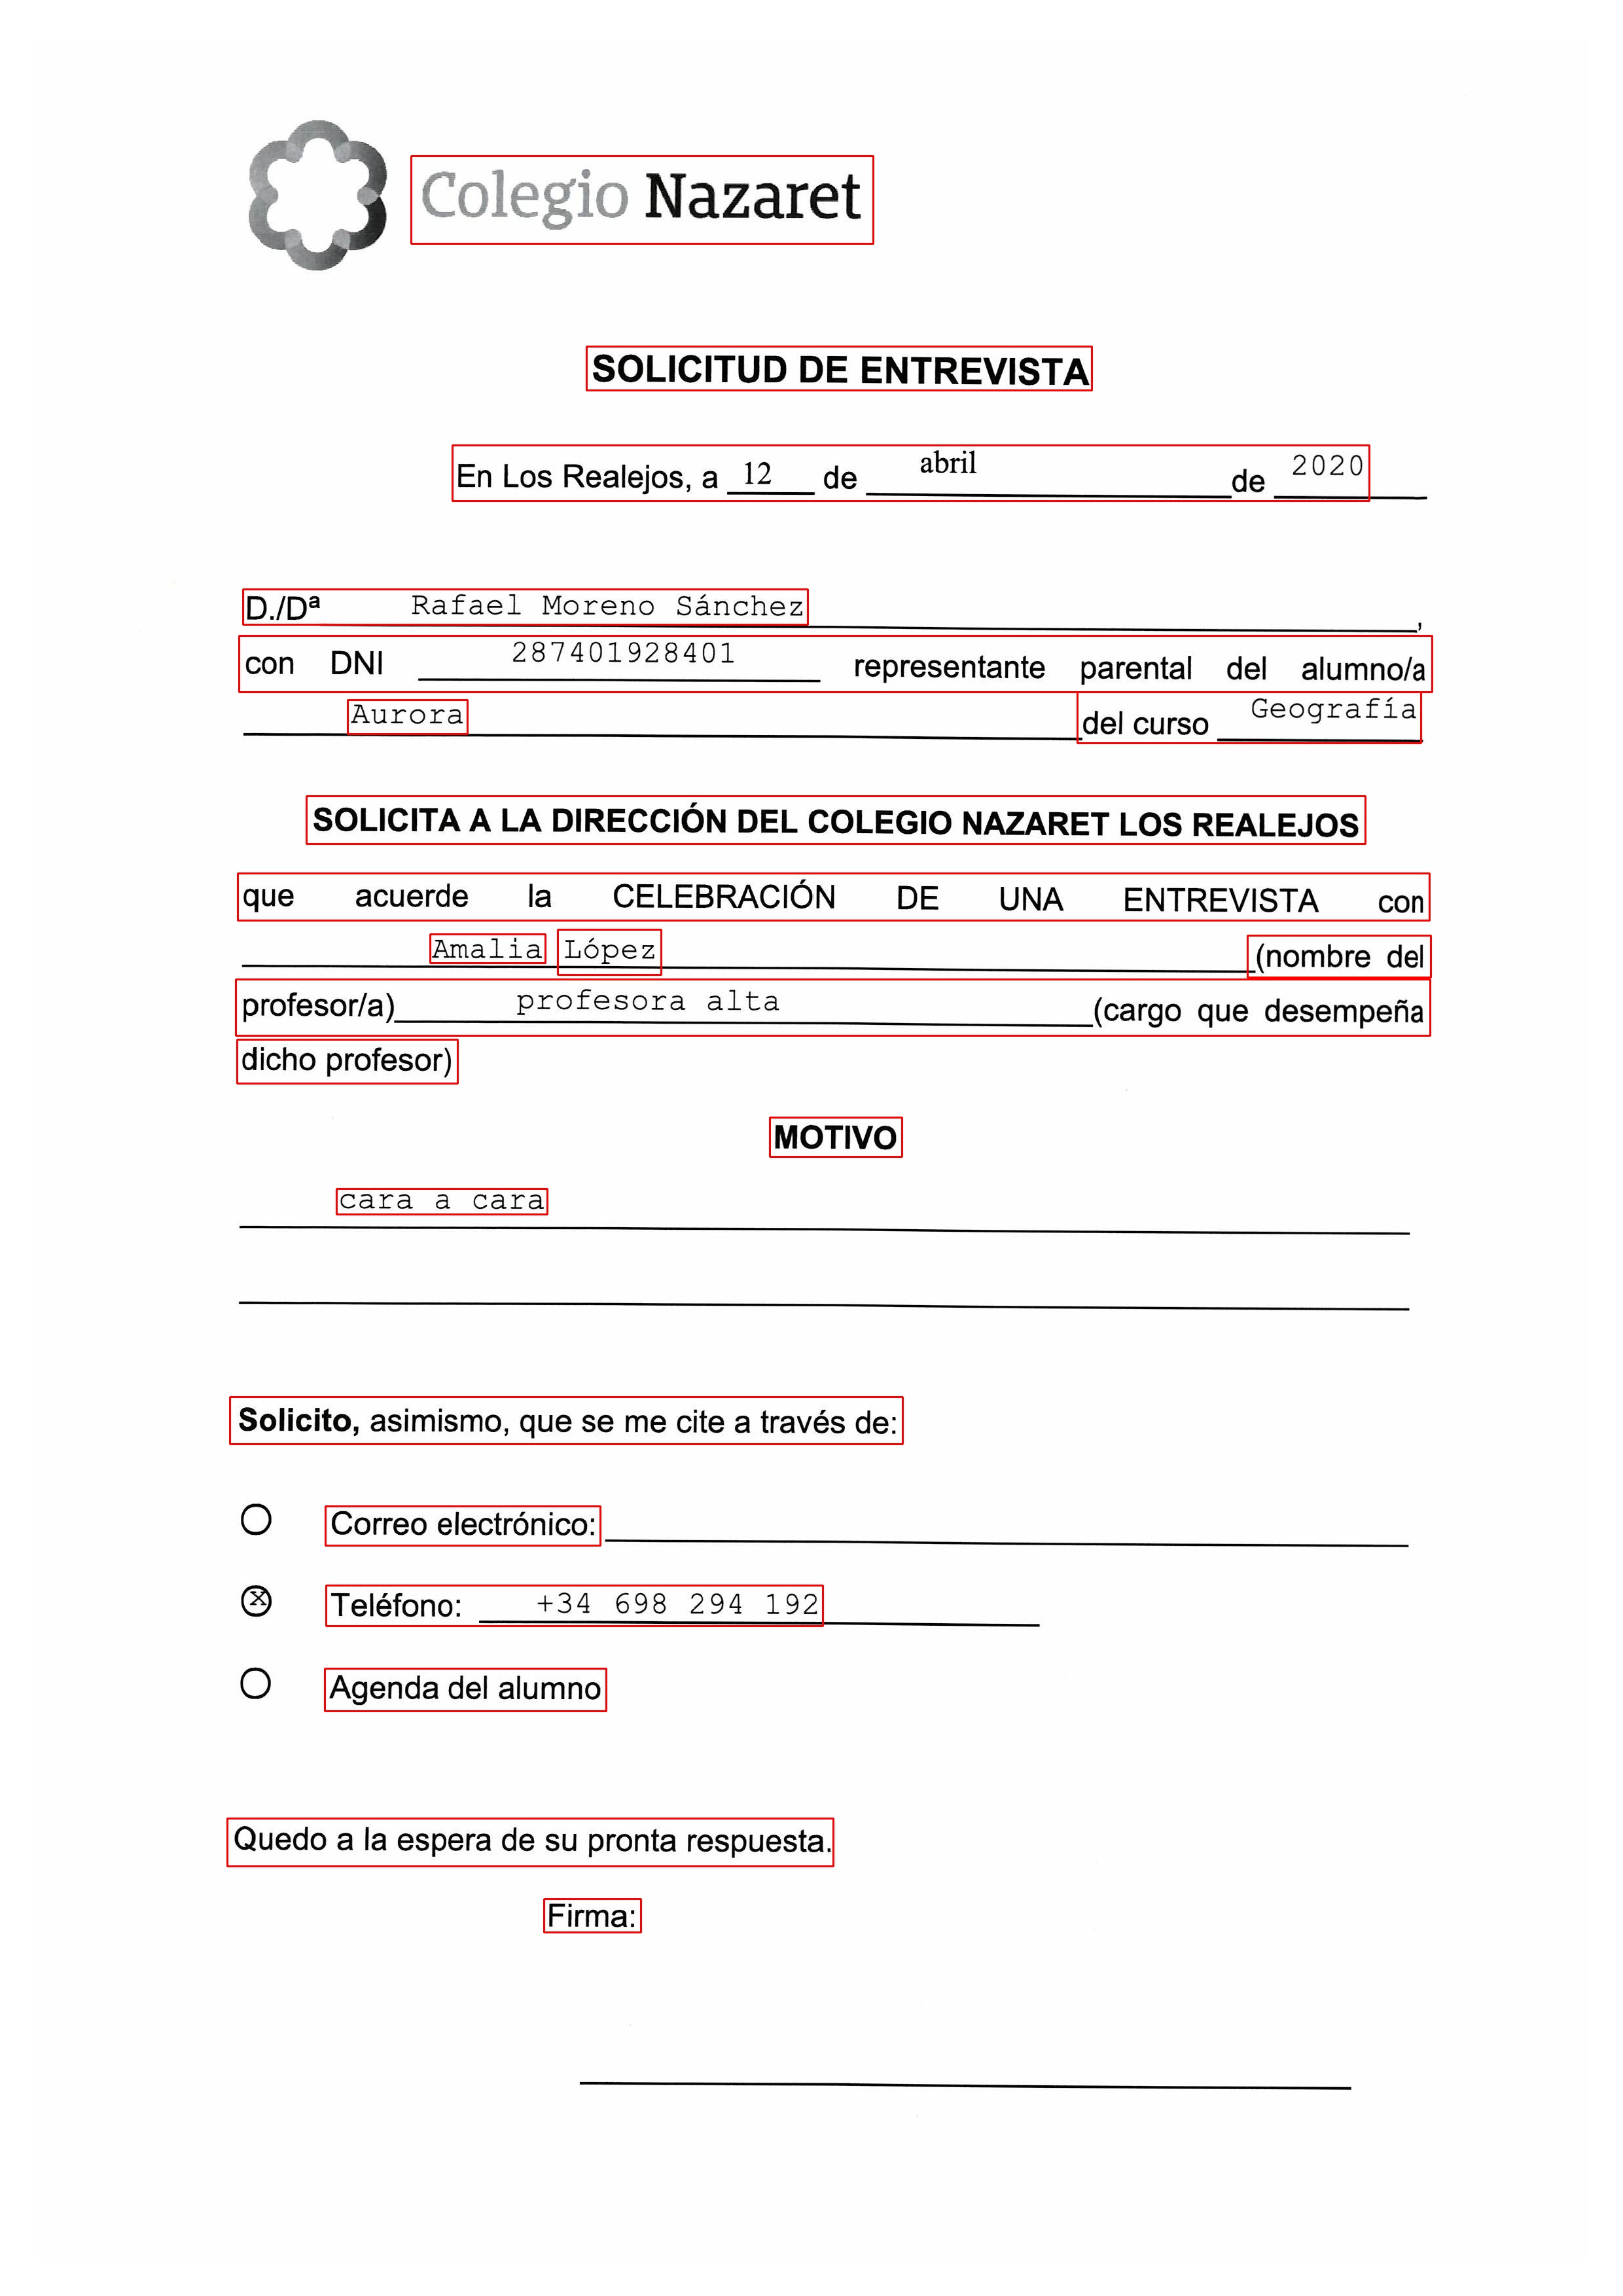 Colegio Nazaret
SOLICITUD DE ENTREVISTA
En Los Realejos, a 12 de abril de 2020
D./Dª Rafael Moreno Sánchez,
con DNI 287401928401 representante parental del alumno/a
Aurora del curso Geografía
SOLICITA A LA DIRECCIÓN DEL COLEGIO NAZARET LOS REALEJOS
que acuerde la CELEBRACIÓN DE UNA ENTREVISTA con
Amalia López (nombre del
profesor/a) profesora alta (cargo que desempeña
dicho profesor)
MOTIVO
cara a cara
Solicito, asimismo, que se me cite a través de:
Correo electrónico:
X Teléfono: +34 698 294 192
Agenda del alumno
Quedo a la espera de su pronta respuesta.
Firma: